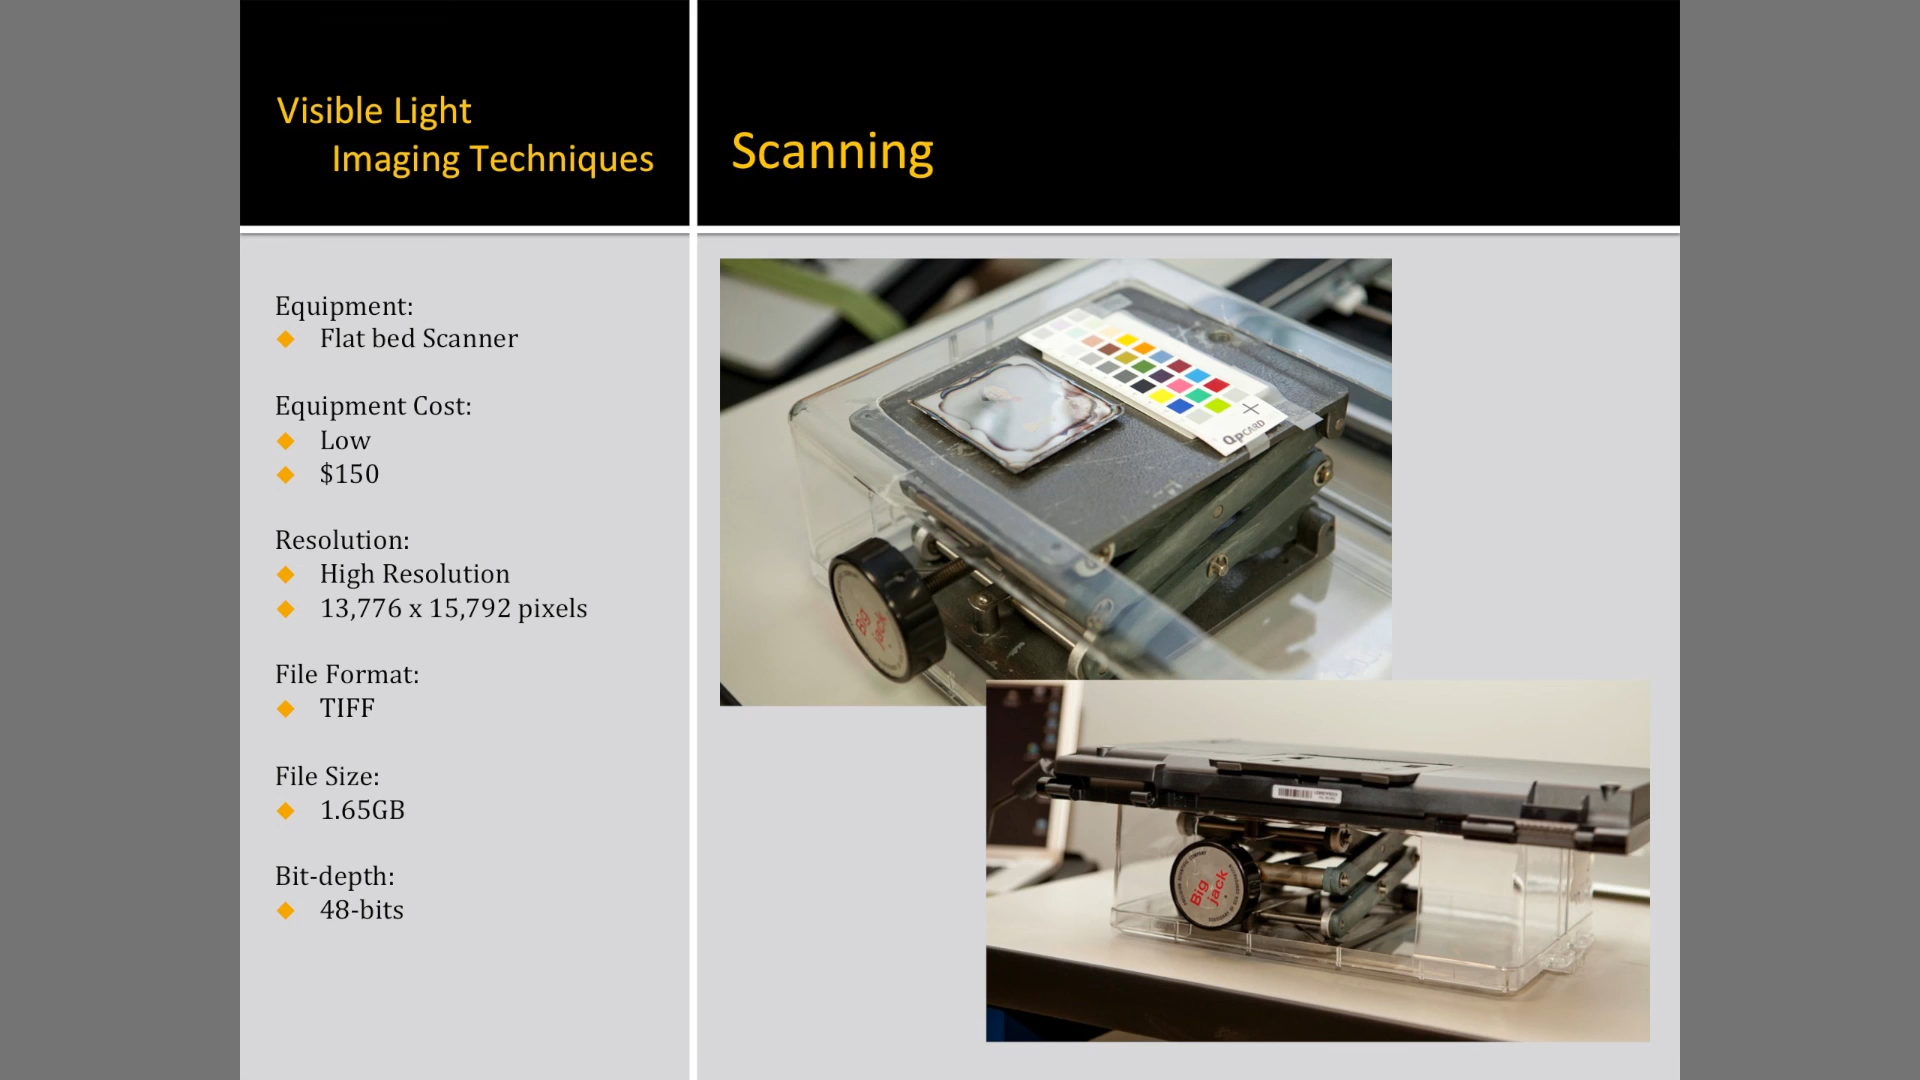 Visible Light
Imaging Techniques
Scanning
Equipment:
Flat bed Scanner
Equipment Cost:
Low
$150
Resolution:
High Resolution
13,776 x 15,792 pixels
File Format:
TIFF
File Size:
1.65GB
Bit-depth:
48-bits
QPCARD
Big
jack
Big
jack